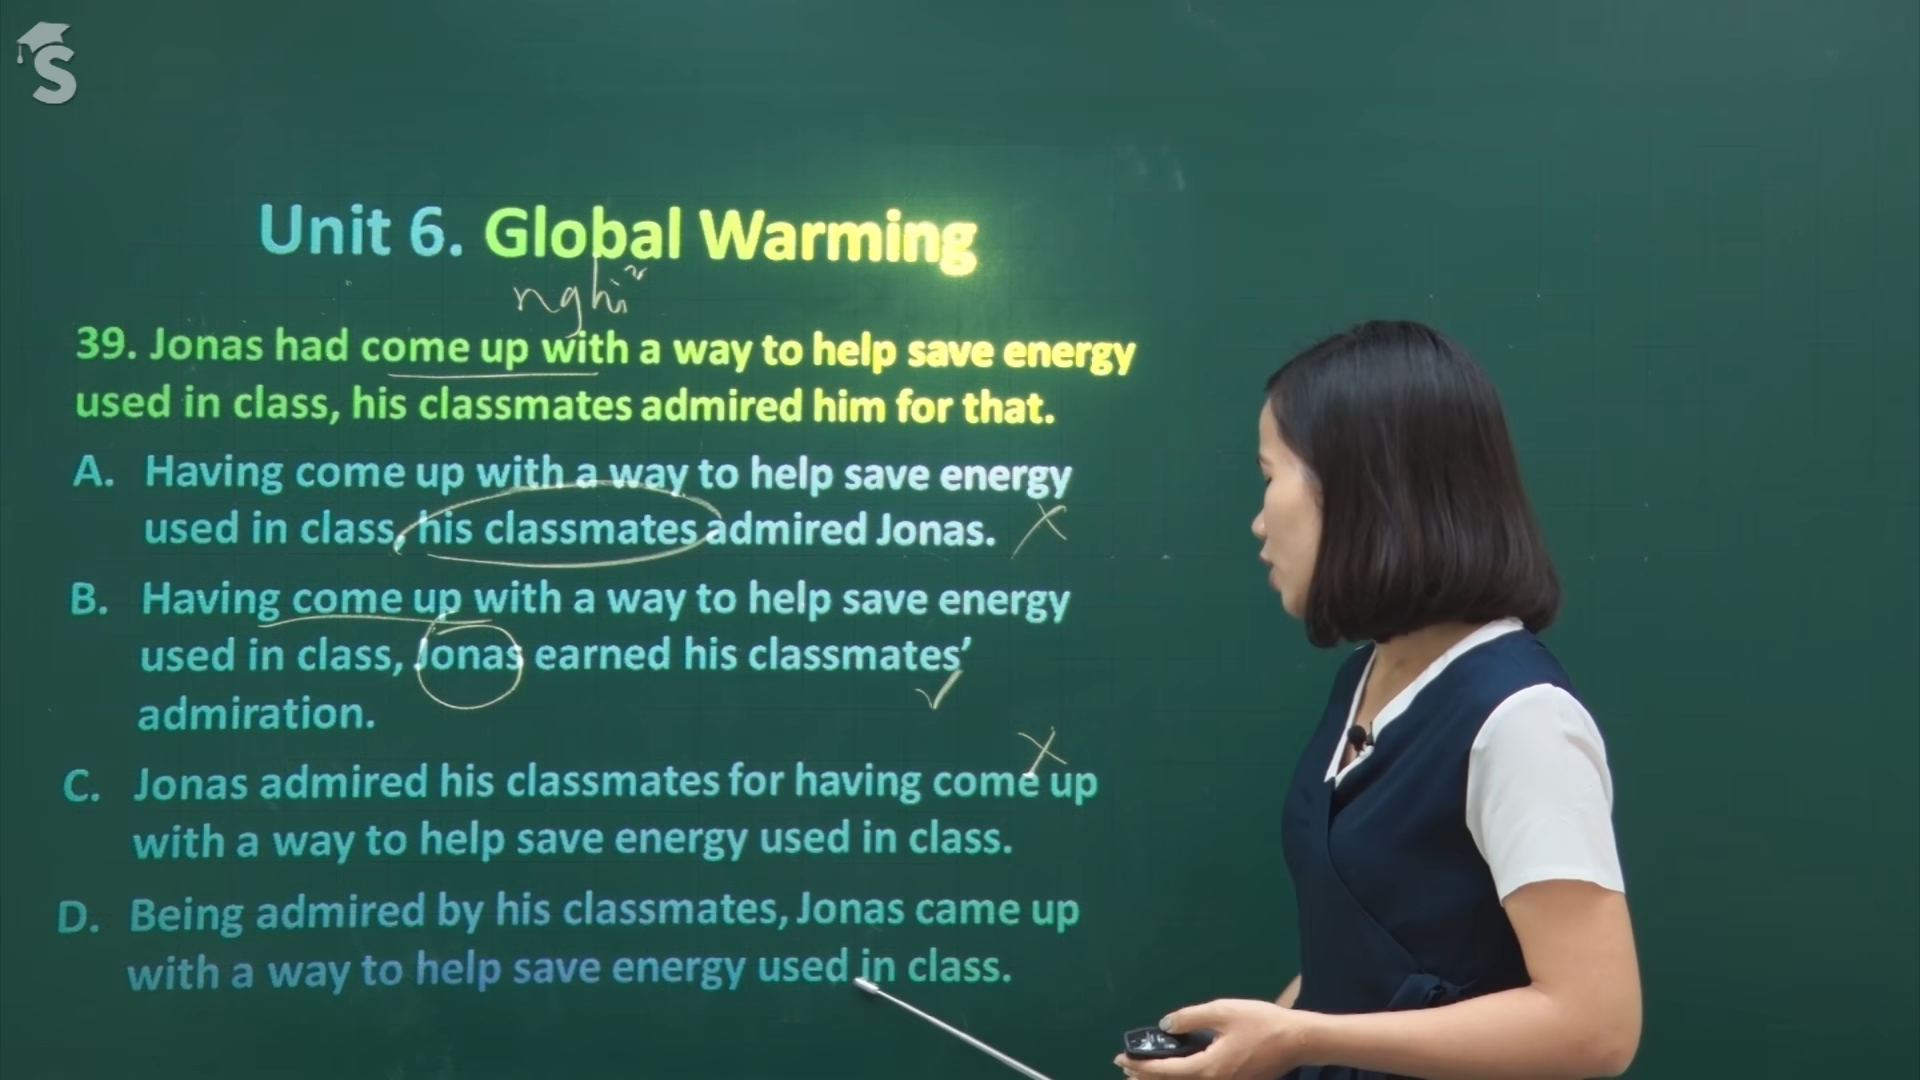 S
Unit 6. Global Warming
nghĩ
39. Jonas had come up with a way to help save energy
used in class, his classmates admired him for that.
A. Having come up with a way to help save energy
used in class, his classmates admired Jonas.
B. Having come up with a way to help save energy
used in class, Jonas earned his classmates’
admiration.
C. Jonas admired his classmates for having come up
with a way to help save energy used in class.
D. Being admired by his classmates, Jonas came up
with a way to help save energy used in class.